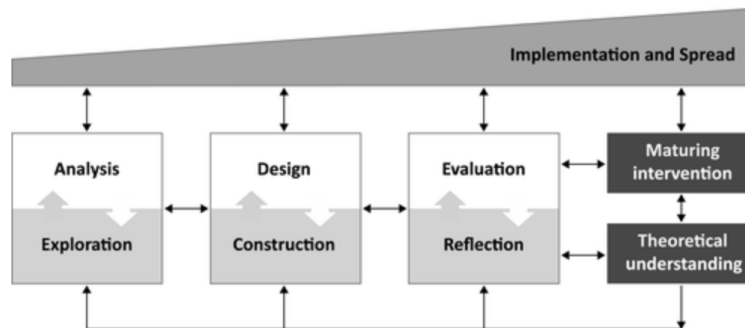 Implementation and Spread
Analysis
Exploration
Design
Construction
Evaluation
Reflection
Maturing
intervention
Theoretical
understanding